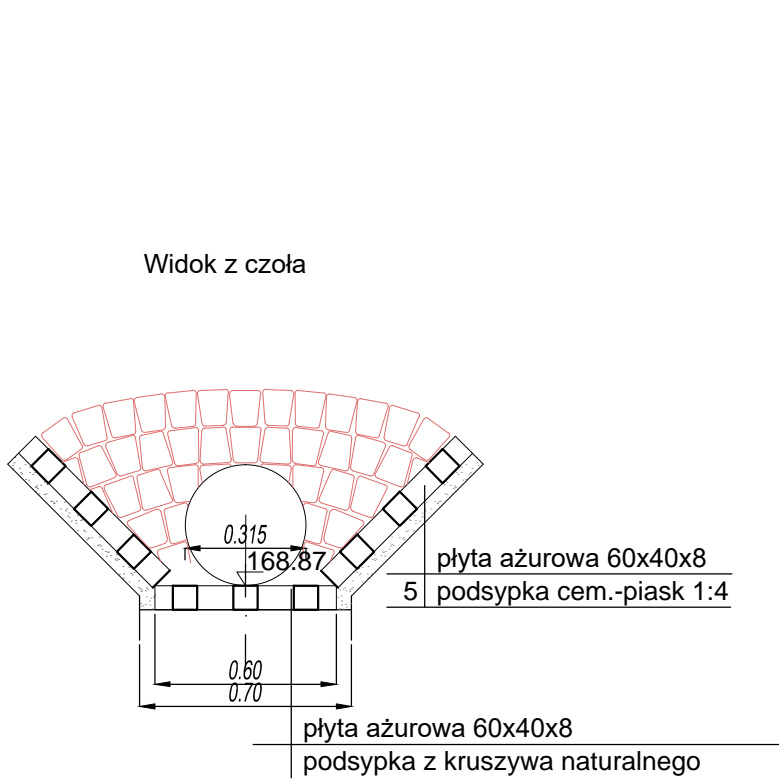 Widok z czoła
0.315
168.87
płyta ażurowa 60x40x8
5 podsypka cem.-piask 1:4
0.60
0.70
płyta ażurowa 60x40x8
podsypka z kruszywa naturalnego